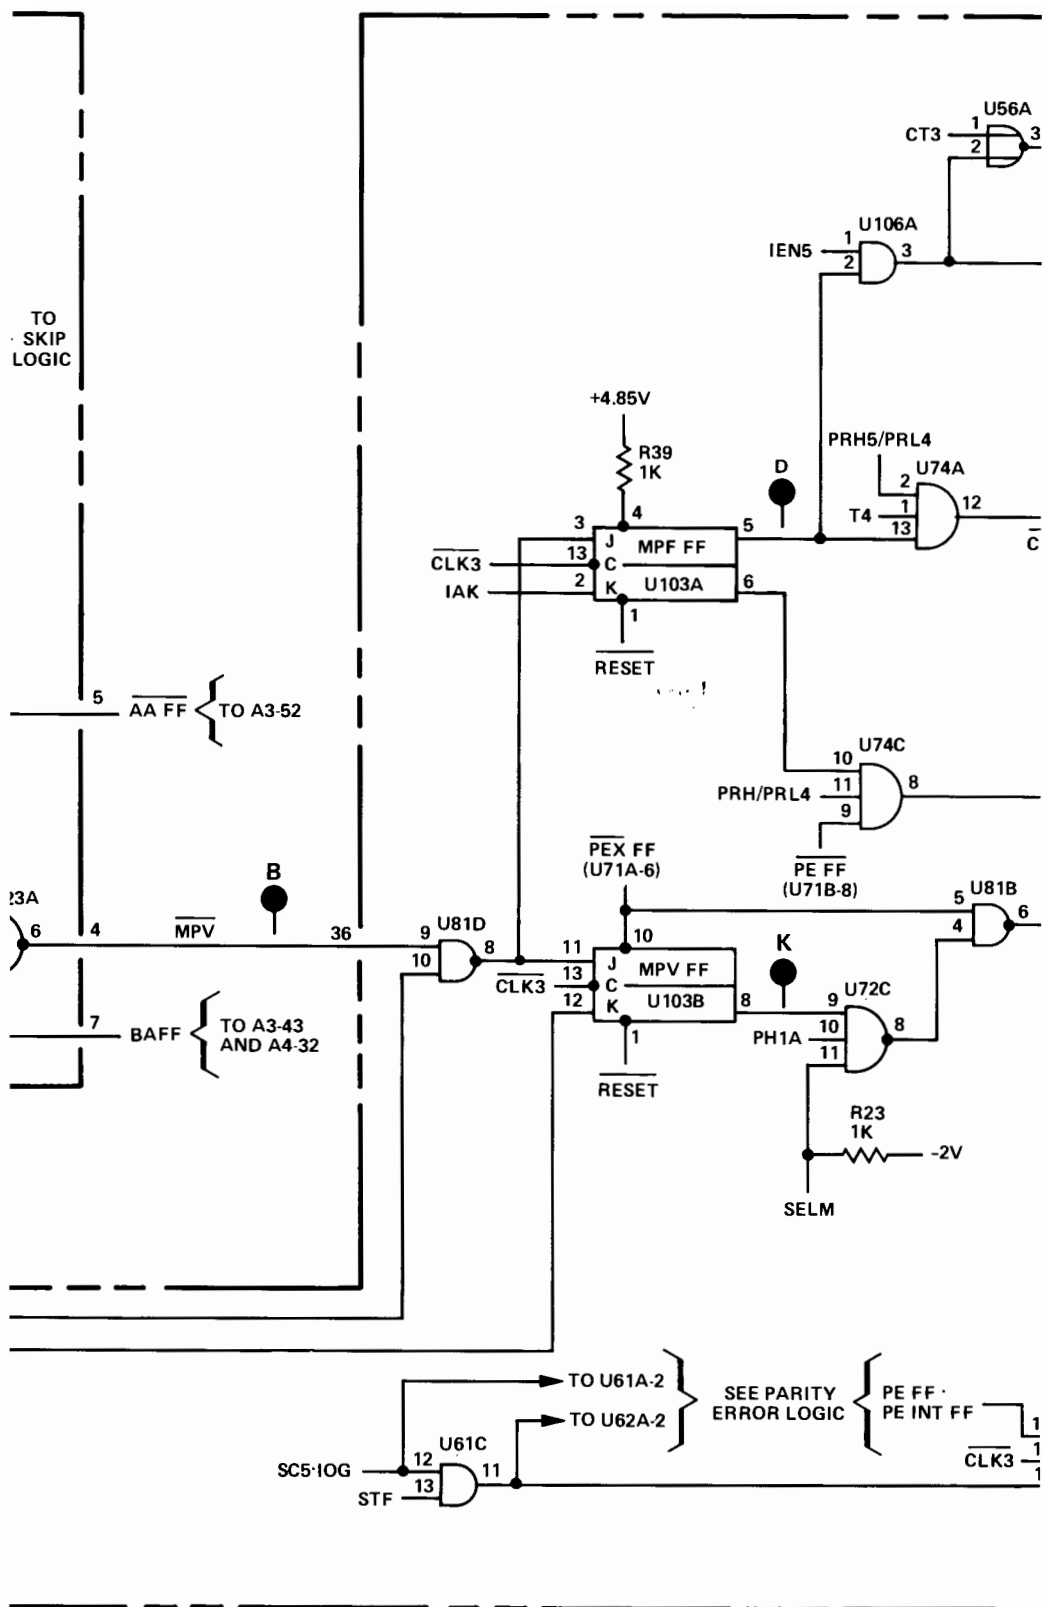 U56A
1
CT3
2
3
U106A
1
IEN5
2
3
TO
SKIP
LOGIC
+4.85V
R39
1K
PRH5/PRL4
D
U74A
2
12
T4
1
13
3
4
5
J
MPF FF
CLK3
13
C
C
IAK
2
K
U103A
6
1
RESET
5
AA FF
TO A3-52
U74C
10
PRH/PRL4
11
8
9
PEX FF
(U71A-6)
PE FF
(U71B-8)
B
23A
6
4
MPV
36
9
U81D
8
10
11
10
J
MPV FF
CLK3
13
C
12
K
U103B
8
1
RESET
U81B
5
4
6
K
U72C
9
PH1A
10
8
11
7
BAFF
TO A3-43
AND A4-32
R23
1K
-2V
SELM
TO U61A-2
SEE PARITY
ERROR LOGIC
PE FF ·
PE INT FF
TO U62A-2
1
CLK3
1
1
U61C
SC5·IOG
12
11
STF
13